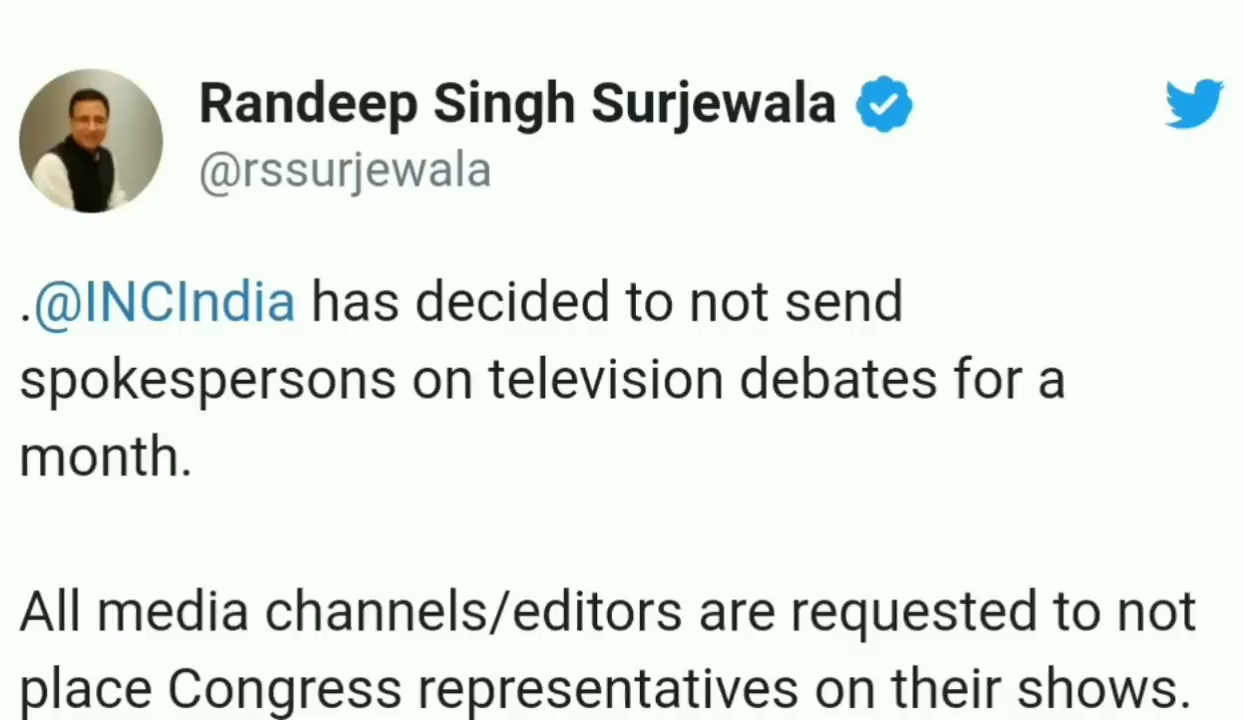 Randeep Singh Surjewala
@rssurjewala
.@INCIndia has decided to not send
spokespersons on television debates for a
month.
All media channels/editors are requested to not
place Congress representatives on their shows.